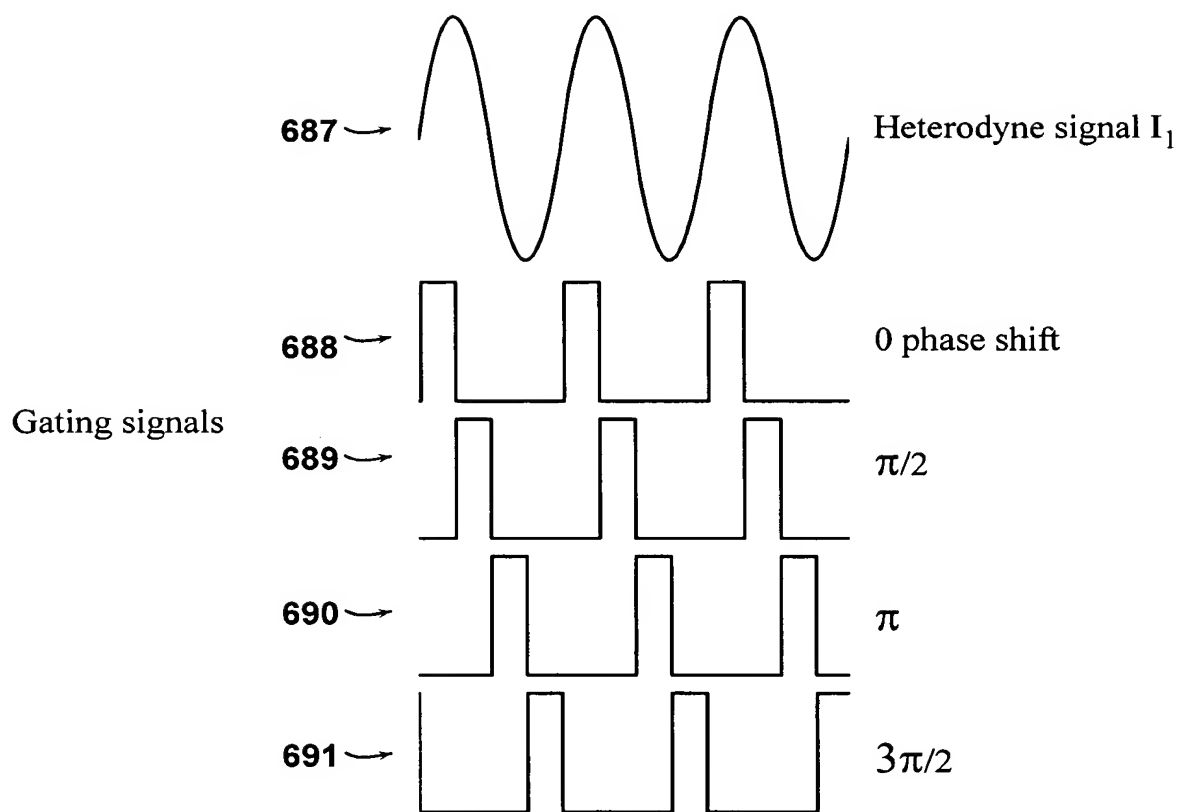 687 Heterodyne signal I₁
688 0 phase shift
Gating signals
689 π/2
690 π
691 3π/2